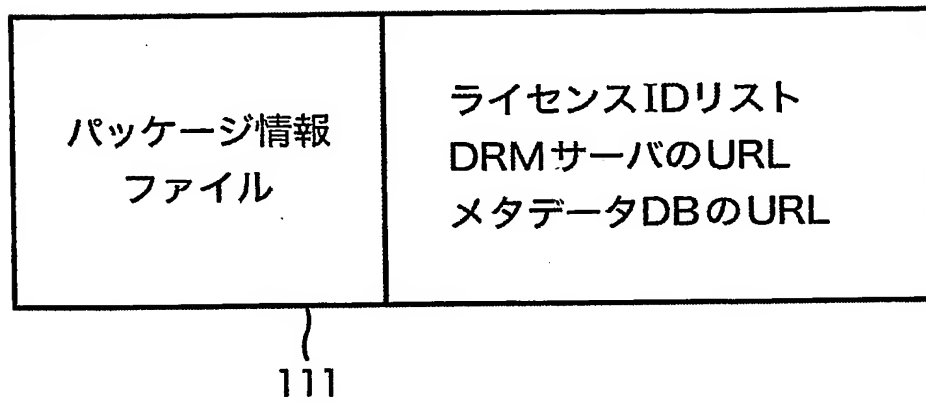 パッケージ情報
ファイル
ライセンスIDリスト
DRMサーバのURL
メタデータDBのURL
111